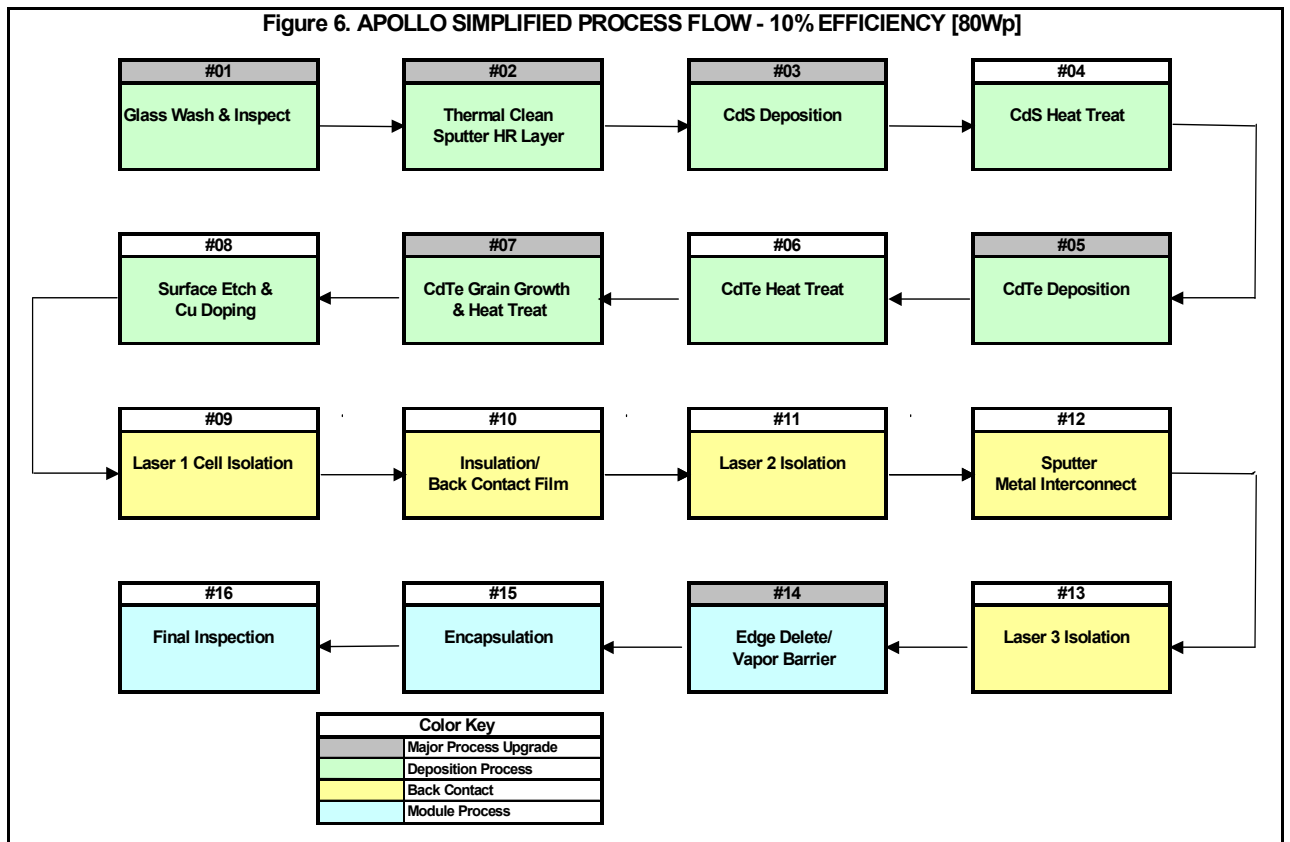 Figure 6. APOLLO SIMPLIFIED PROCESS FLOW - 10% EFFICIENCY [80Wp]
#01
Glass Wash & Inspect
#02
Thermal Clean
Sputter HR Layer
#03
CdS Deposition
#04
CdS Heat Treat
#08
Surface Etch &
Cu Doping
#07
CdTe Grain Growth
& Heat Treat
#06
CdTe Heat Treat
#05
CdTe Deposition
#09
Laser 1 Cell Isolation
#10
Insulation/
Back Contact Film
#11
Laser 2 Isolation
#12
Sputter
Metal Interconnect
#16
Final Inspection
#15
Encapsulation
#14
Edge Delete/
Vapor Barrier
#13
Laser 3 Isolation
Color Key
Major Process Upgrade
Deposition Process
Back Contact
Module Process